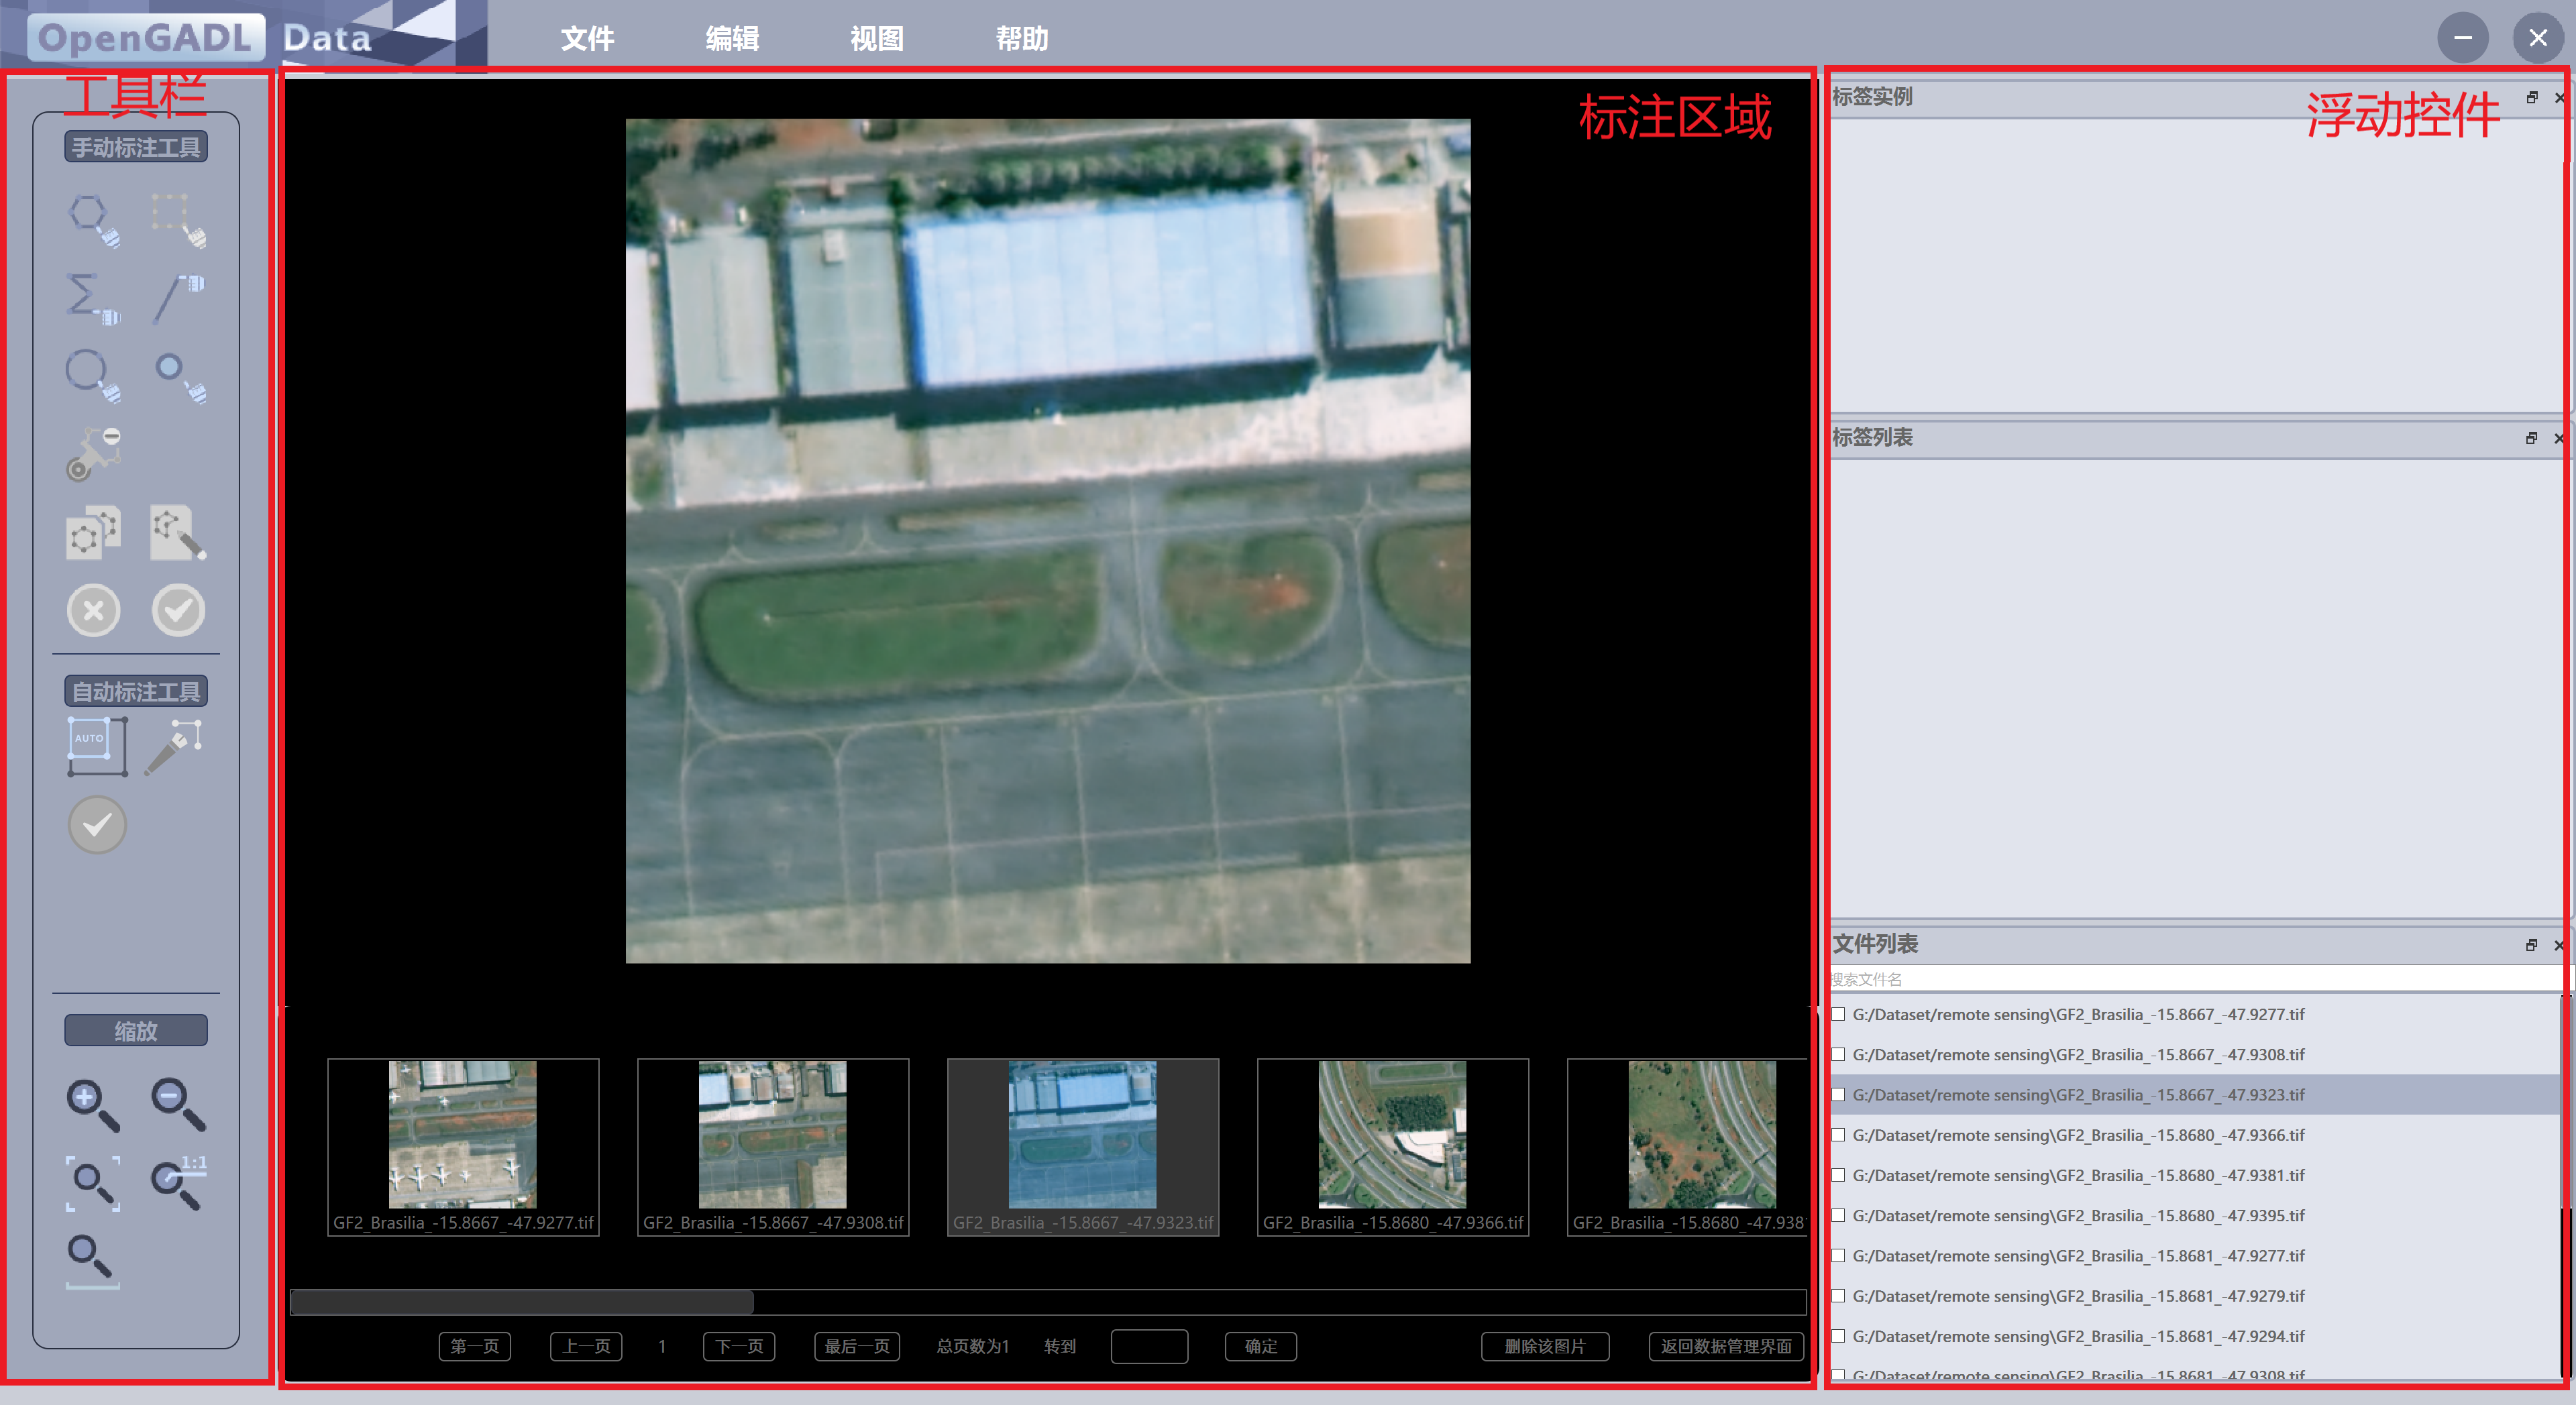 OpenGADL Data
文件 编辑 视图 帮助
工具栏
手动标注工具
自动标注工具
AUTO
缩放
1:1
标注区域
GF2_Brasilia_-15.8667_-47.9277.tif
GF2_Brasilia_-15.8667_-47.9308.tif
GF2_Brasilia_-15.8667_-47.9323.tif
GF2_Brasilia_-15.8680_-47.9366.tif
GF2_Brasilia_-15.8680_-47.938
第一页 上一页 1 下一页 最后一页 总页数为1 转到 确定 删除该图片 返回数据管理界面
浮动控件
标签实例
标签列表
文件列表
搜索文件名
G:/Dataset/remote sensing\GF2_Brasilia_-15.8667_-47.9277.tif
G:/Dataset/remote sensing\GF2_Brasilia_-15.8667_-47.9308.tif
G:/Dataset/remote sensing\GF2_Brasilia_-15.8667_-47.9323.tif
G:/Dataset/remote sensing\GF2_Brasilia_-15.8680_-47.9366.tif
G:/Dataset/remote sensing\GF2_Brasilia_-15.8680_-47.9381.tif
G:/Dataset/remote sensing\GF2_Brasilia_-15.8680_-47.9395.tif
G:/Dataset/remote sensing\GF2_Brasilia_-15.8681_-47.9277.tif
G:/Dataset/remote sensing\GF2_Brasilia_-15.8681_-47.9279.tif
G:/Dataset/remote sensing\GF2_Brasilia_-15.8681_-47.9294.tif
G:/Dataset/remote sensing\GF2_Brasilia_-15.8681_-47.9308.tif